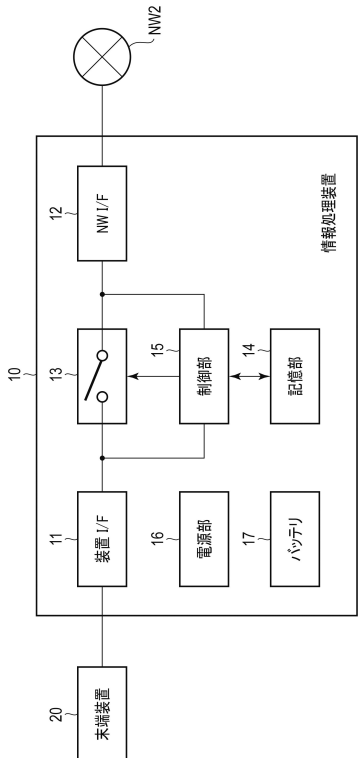 10
20
末端装置
11
装置 I/F
13
12
NW I/F
NW2
16
電源部
15
制御部
17
バッテリ
14
記憶部
情報処理装置